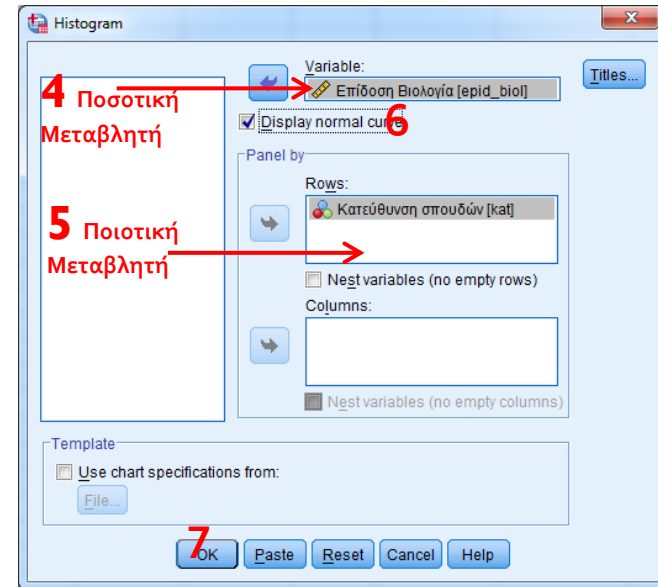 Histogram
Variable:
Titles...
4 Ποσοτική
Μεταβλητή
Επίδοση Βιολογία [epid_biol]
Display normal curve
6
Panel by
Rows:
Κατεύθυνση σπουδών [kat]
5 Ποιοτική
Μεταβλητή
Nest variables (no empty rows)
Columns:
Nest variables (no empty columns)
Template
Use chart specifications from:
File...
7
OK Paste Reset Cancel Help